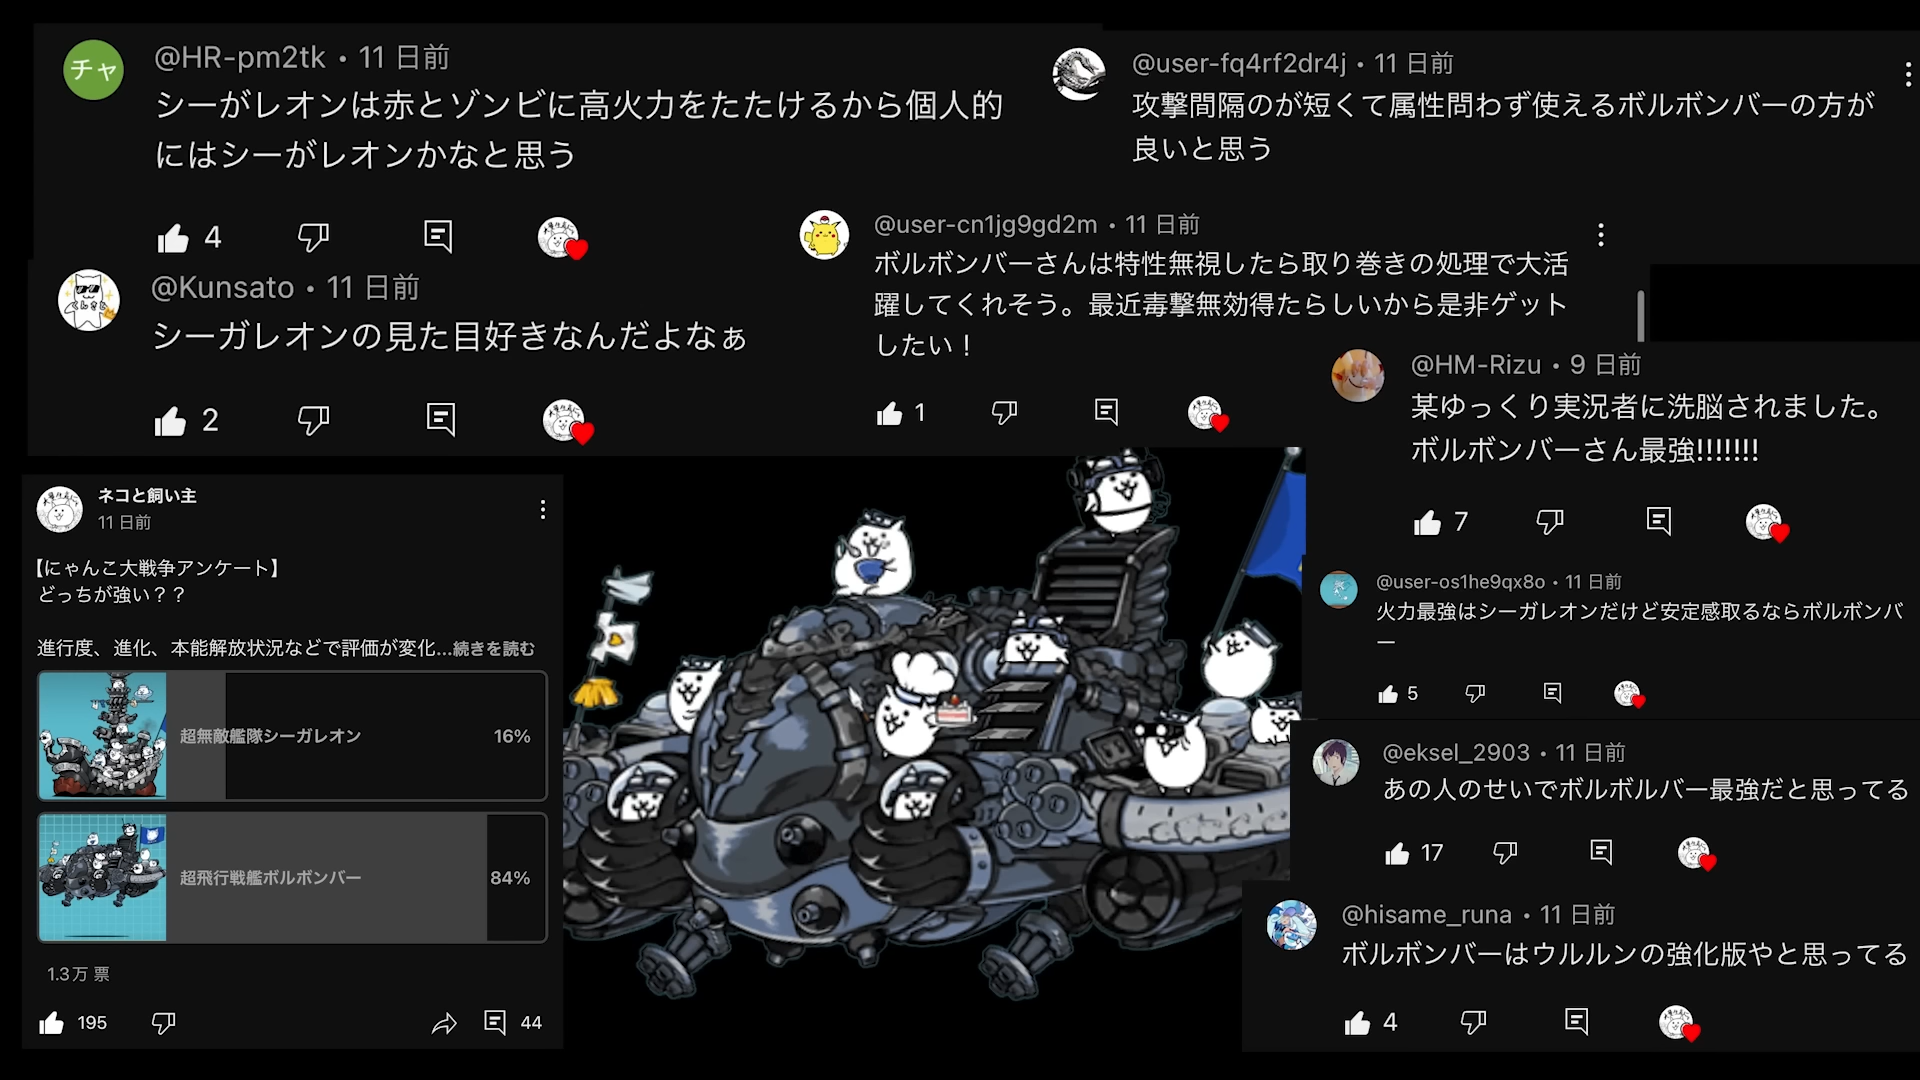 チャ
@HR-pm2tk • 11 日前
シーがレオンは赤とゾンビに高火力をたたけるから個人的
にはシーがレオンかなと思う
4
@user-fq4rf2dr4j • 11 日前
攻撃間隔のが短くて属性問わず使えるボルボンバーの方が
良いと思う
@Kunsato • 11 日前
シーガレオンの見た目好きなんだよなぁ
2
@user-cn1jg9gd2m • 11 日前
ボルボンバーさんは特性無視したら取り巻きの処理で大活
躍してくれそう。最近毒撃無効得たらしいから是非ゲット
したい！
1
@HM-Rizu • 9 日前
某ゆっくり実況者に洗脳されました。
ボルボンバーさん最強!!!!!!!
7
@user-os1he9qx8o • 11 日前
火力最強はシーガレオンだけど安定感取るならボルボンバ
ー
5
@eksel_2903 • 11 日前
あの人のせいでボルボルバー最強だと思ってる
17
@hisame_runa • 11 日前
ボルボンバーはウルルンの強化版やと思ってる
4
ネコと飼い主
11 日前
【にゃんこ大戦争アンケート】
どっちが強い？？
進行度、進化、本能解放状況などで評価が変化...続きを読む
超無敵艦隊シーガレオン 16%
超飛行戦艦ボルボンバー 84%
1.3万 票
195
44